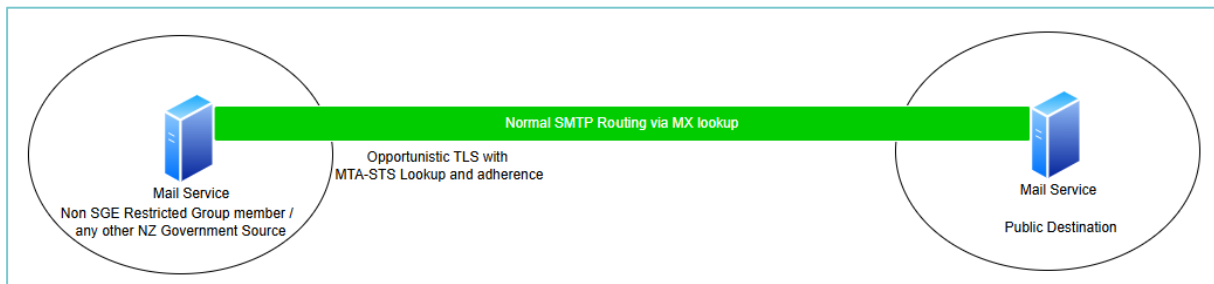 Normal SMTP Routing via MX lookup
Opportunistic TLS with
MTA-STS Lookup and adherence
Mail Service
Non SGE Restricted Group member /
any other NZ Government Source
Mail Service
Public Destination